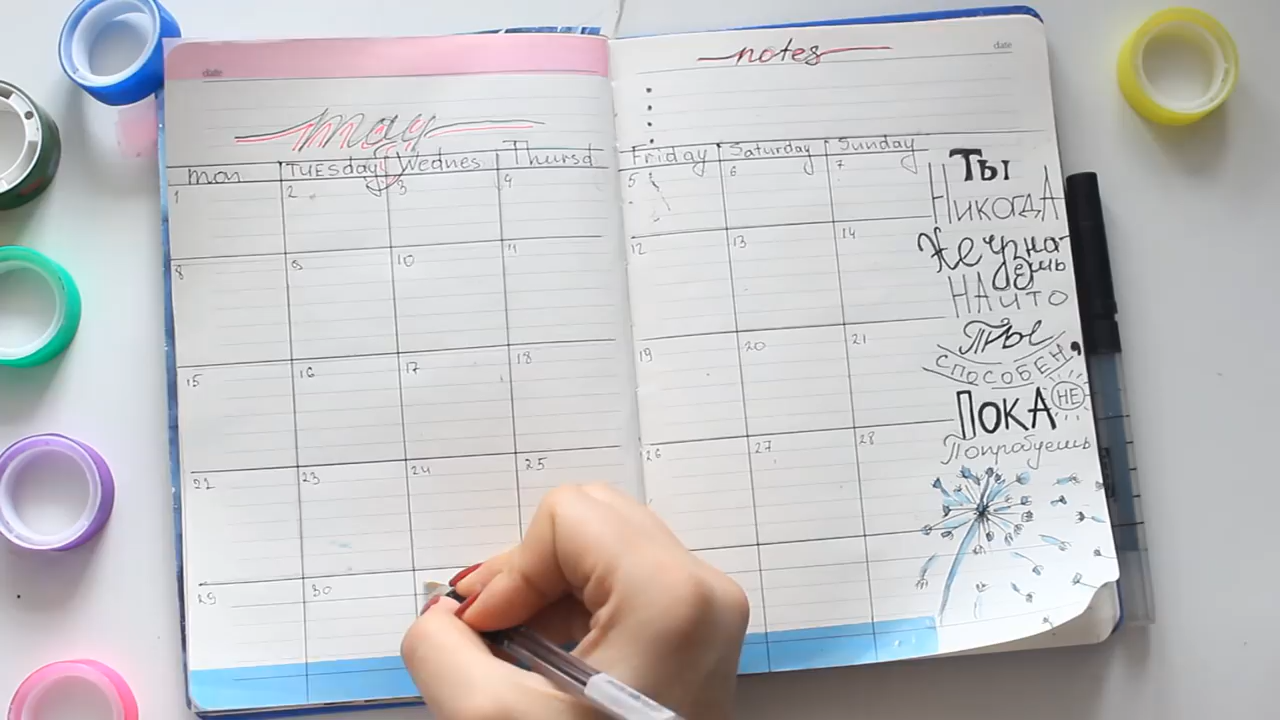 date
notes
date
may
mon Tuesday Wednes Thursd Friday Saturday Sunday
1 2 3 4 5 6 7
8 9 10 11 12 13 14
15 16 17 18 19 20 21
22 23 24 25 26 27 28
29 30
Ты
Никогда
Не узна-
ешь
НА ЧТО
ТЫ
СПОСОБЕН,
ПОКА НЕ
Попробуешь